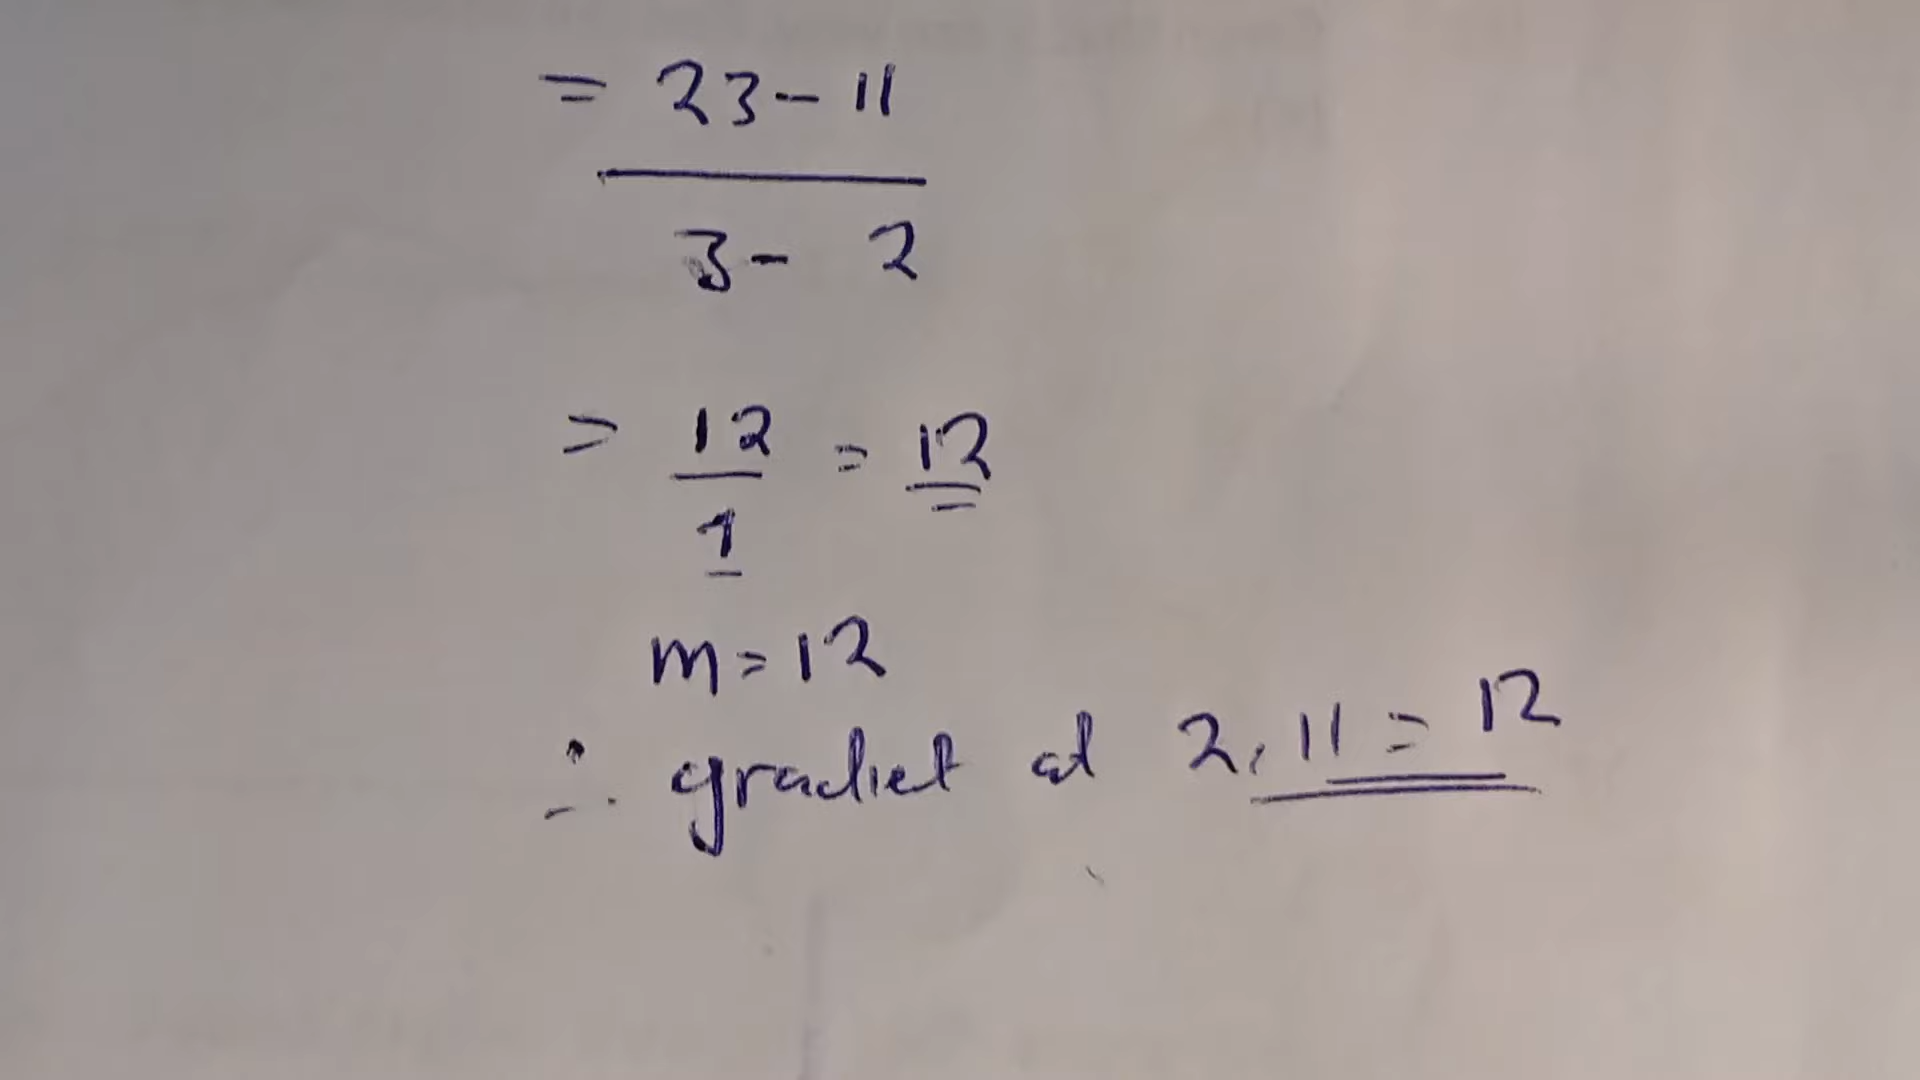 = 23 - 11
3 - 2
= 12 = 12
1
m = 12
∴ gradiet at 2, 11 = 12